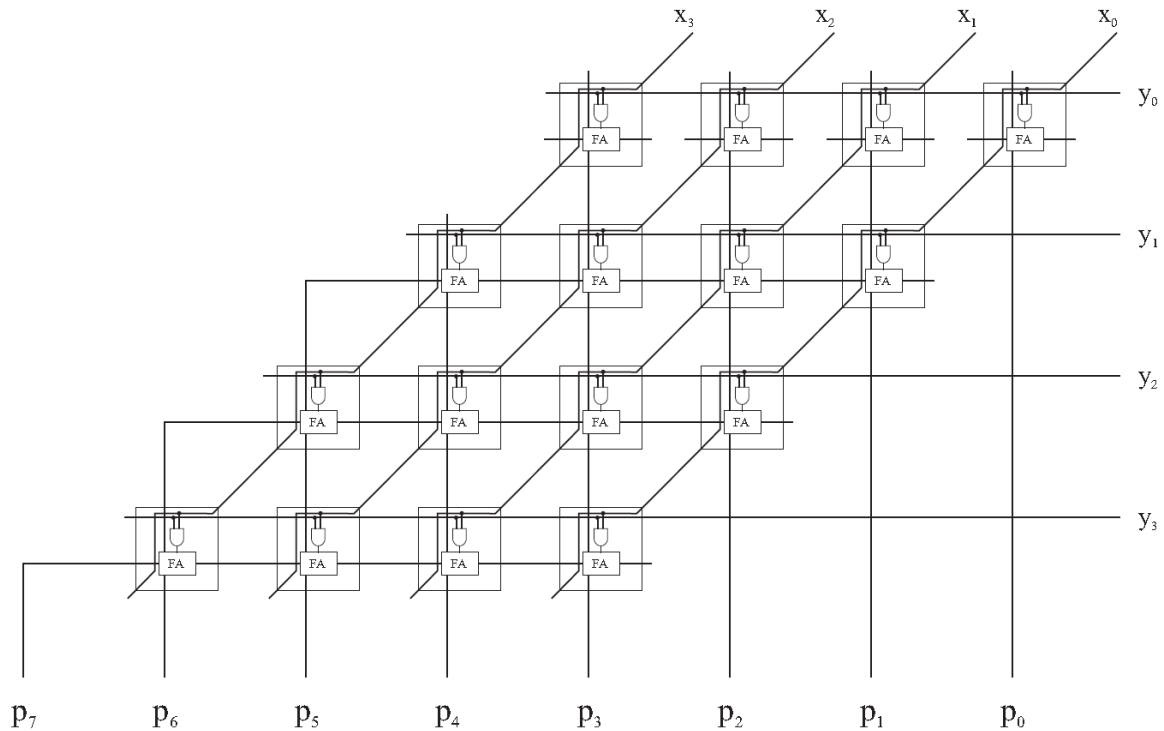 x₃ x₂ x₁ x₀
y₀
FA FA FA FA
y₁
FA FA FA FA
y₂
FA FA FA FA
y₃
FA FA FA FA
p₇ p₆ p₅ p₄ p₃ p₂ p₁ p₀